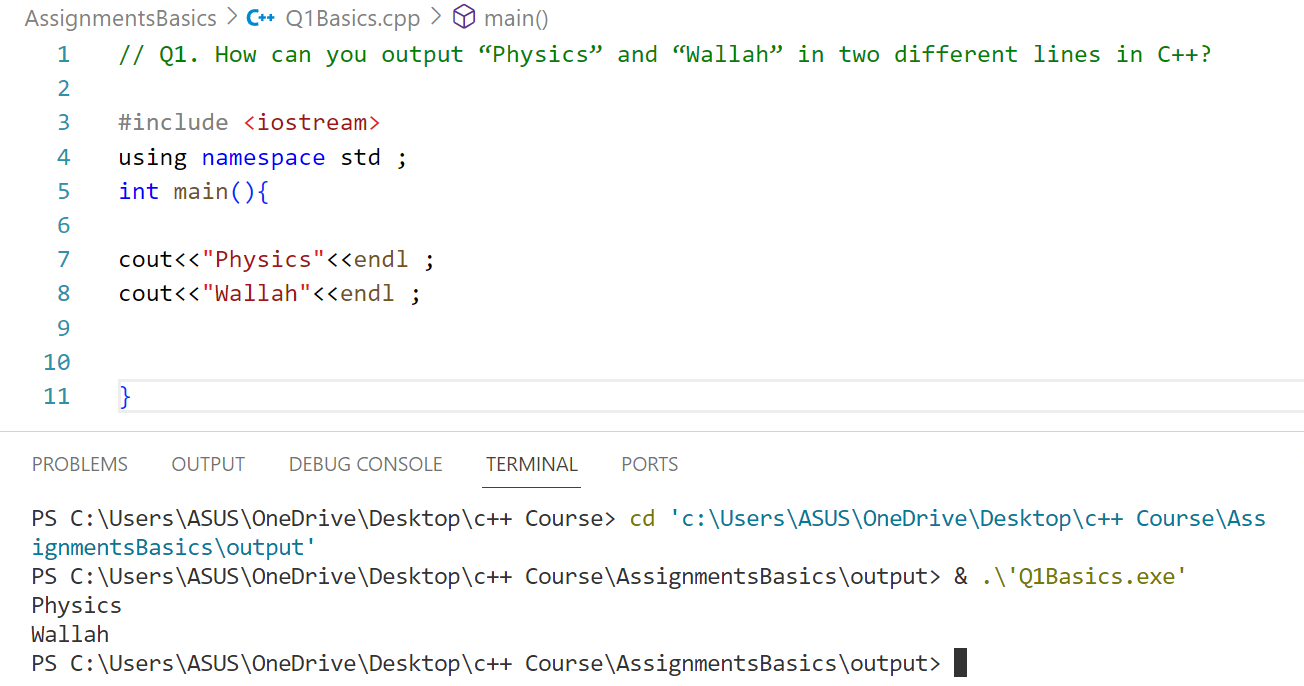 AssignmentsBasics > C++ Q1Basics.cpp > main()
1 // Q1. How can you output “Physics” and “Wallah” in two different lines in C++?
2
3 #include <iostream>
4 using namespace std ;
5 int main(){
6
7 cout<<"Physics"<<endl ;
8 cout<<"Wallah"<<endl ;
9
10
11 }
PROBLEMS OUTPUT DEBUG CONSOLE TERMINAL PORTS
PS C:\Users\ASUS\OneDrive\Desktop\c++ Course> cd 'c:\Users\ASUS\OneDrive\Desktop\c++ Course\Ass
ignmentsBasics\output'
PS C:\Users\ASUS\OneDrive\Desktop\c++ Course\AssignmentsBasics\output> & .\'Q1Basics.exe'
Physics
Wallah
PS C:\Users\ASUS\OneDrive\Desktop\c++ Course\AssignmentsBasics\output>